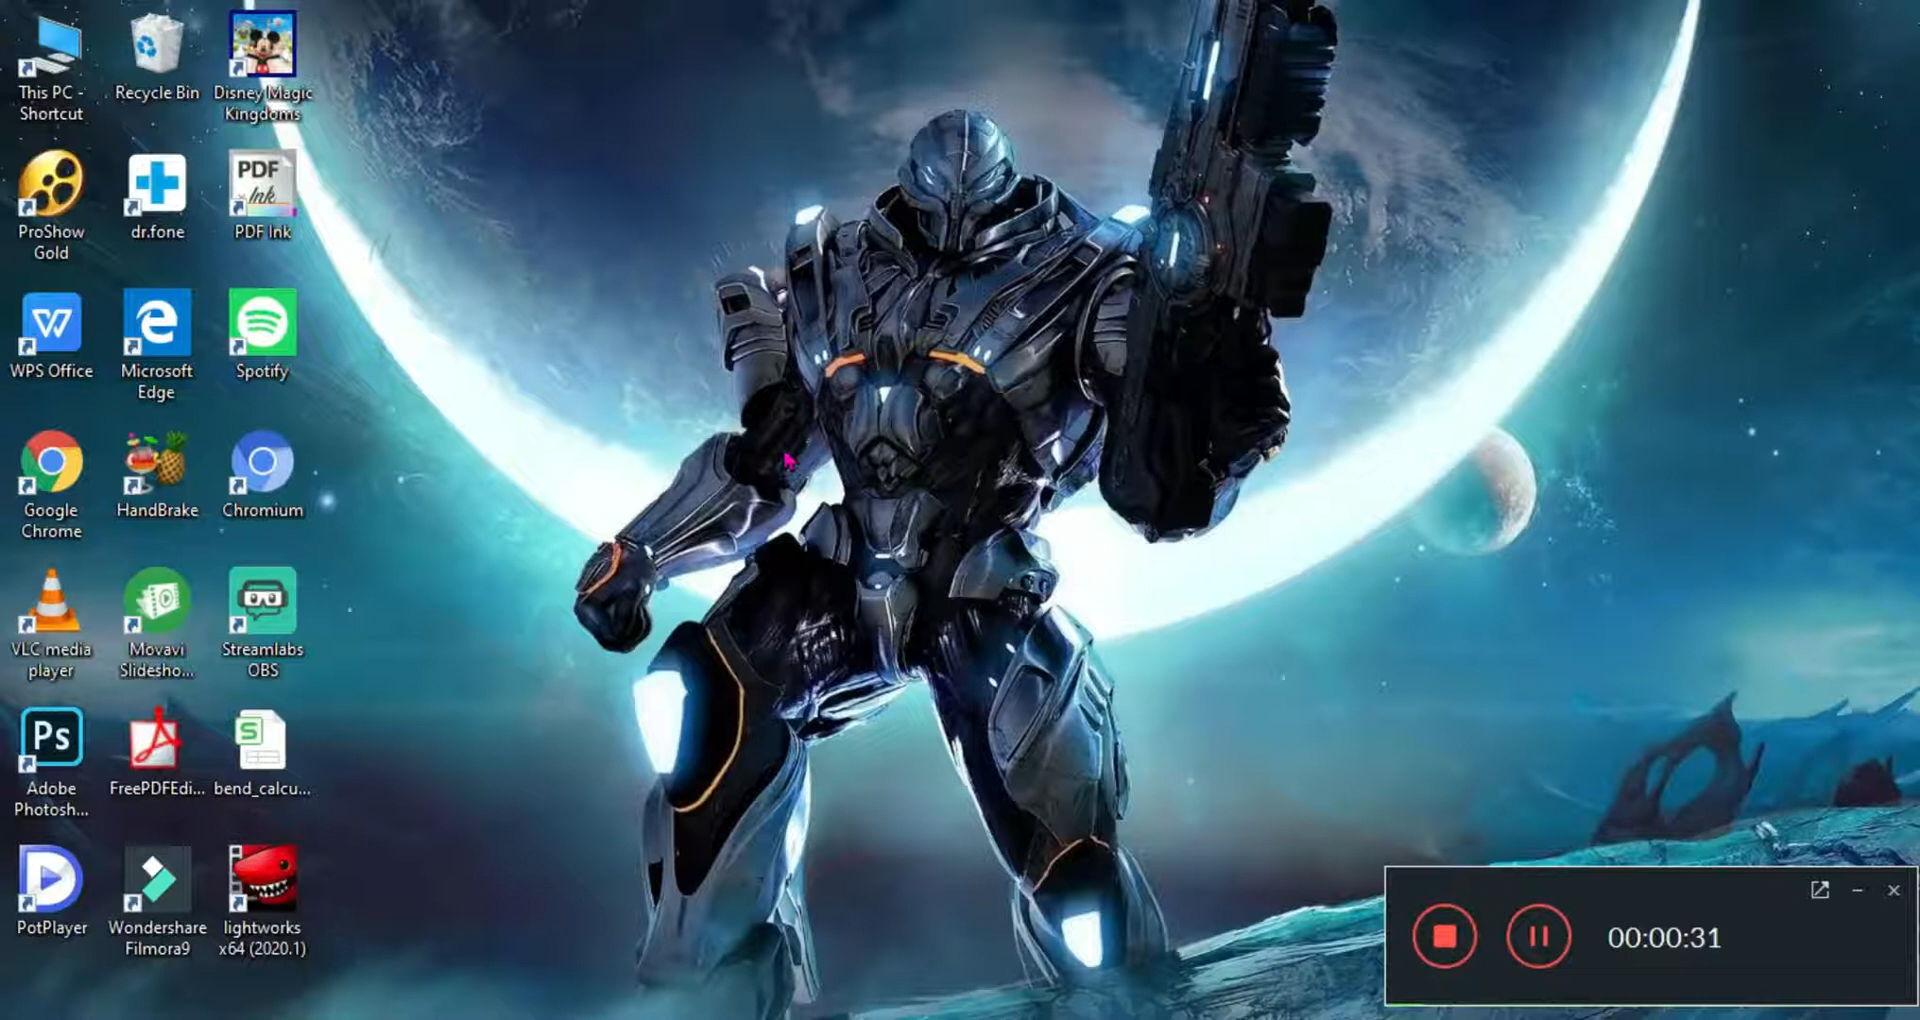 This PC -
Shortcut
Recycle Bin
Disney Magic
Kingdoms
ProShow
Gold
dr.fone
PDF
Ink
PDF Ink
WPS Office
Microsoft
Edge
Spotify
Google
Chrome
HandBrake
Chromium
VLC media
player
Movavi
Slidesho...
Streamlabs
OBS
Ps
Adobe
Photosh...
FreePDFEdi...
S
bend_calcu...
PotPlayer
Wondershare
Filmora9
lightworks
x64 (2020.1)
00:00:31